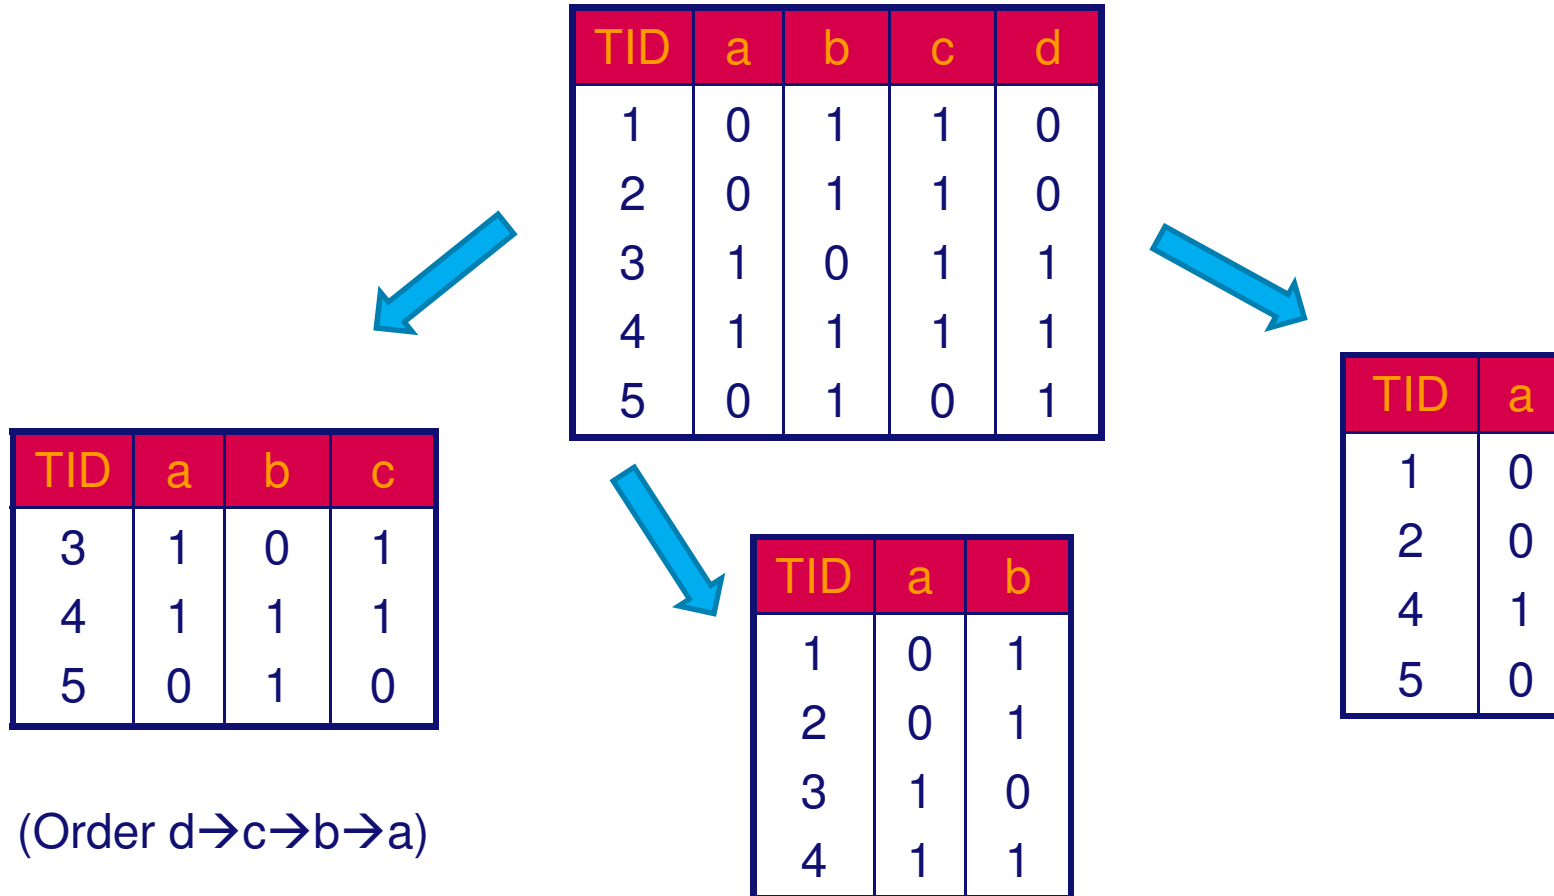 TID a b c d
1 0 1 1 0
2 0 1 1 0
3 1 0 1 1
4 1 1 1 1
5 0 1 0 1
TID a b c
3 1 0 1
4 1 1 1
5 0 1 0
(Order d→c→b→a)
TID a b
1 0 1
2 0 1
3 1 0
4 1 1
TID a
1 0
2 0
4 1
5 0